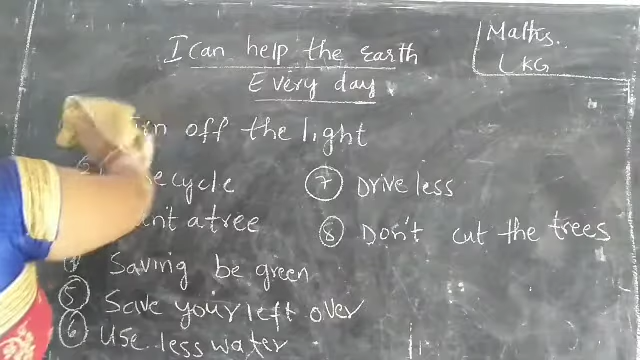 I can help the Earth
Every day
Maths..
LKG
off the light
ecycle
a tree
Saving be green
5 Save your left over
6 Use less water
7 Drive less
8 Don't cut the trees